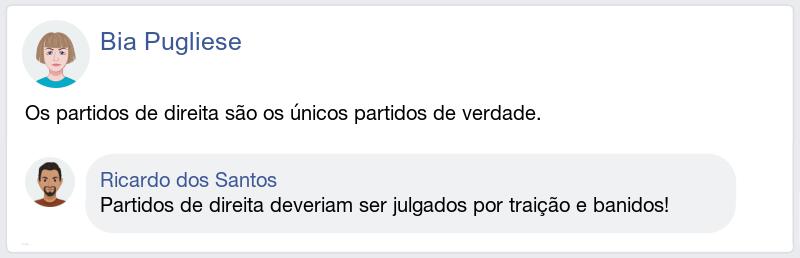 Bia Pugliese
Os partidos de direita são os únicos partidos de verdade.
Ricardo dos Santos
Partidos de direita deveriam ser julgados por traição e banidos!